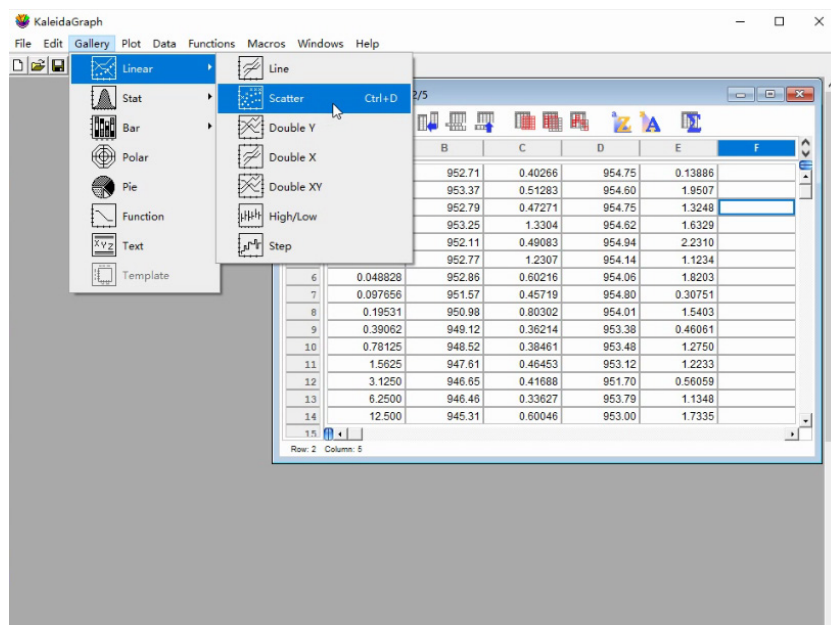 KaleidaGraph
File Edit Gallery Plot Data Functions Macros Windows Help
Linear
Stat
Bar
Polar
Pie
Function
Text
Template
Line
Scatter Ctrl+D
Double Y
Double X
Double XY
High/Low
Step
2/5
B C D E F
952.71 0.40266 954.75 0.13886
953.37 0.51283 954.60 1.9507
952.79 0.47271 954.75 1.3248
953.25 1.3304 954.62 1.6329
952.11 0.49083 954.94 2.2310
952.77 1.2307 954.14 1.1234
6 0.048828 952.86 0.60216 954.06 1.8203
7 0.097656 951.57 0.45719 954.80 0.30751
8 0.19531 950.98 0.80302 954.01 1.5403
9 0.39062 949.12 0.36214 953.38 0.46061
10 0.78125 948.52 0.38461 953.48 1.2750
11 1.5625 947.61 0.46453 953.12 1.2233
12 3.1250 946.65 0.41688 951.70 0.56059
13 6.2500 946.46 0.33627 953.79 1.1348
14 12.500 945.31 0.60046 953.00 1.7335
15
Row: 2 Column: 5